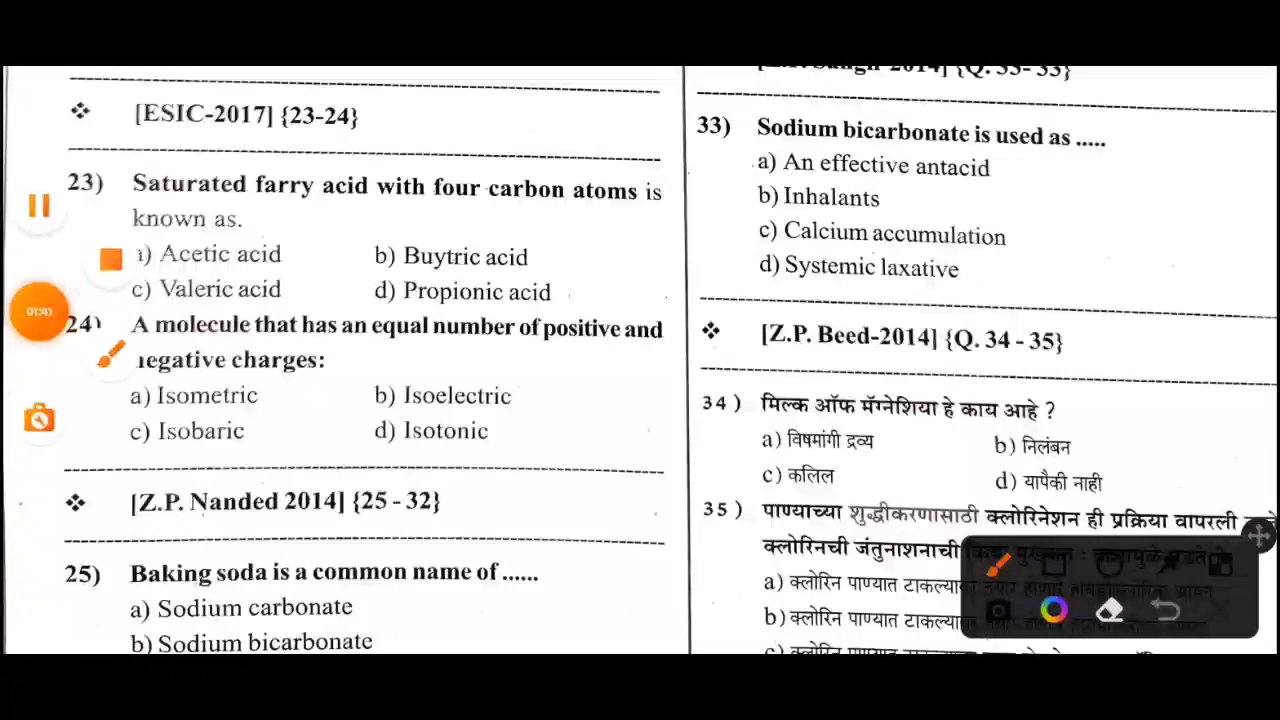 [ESIC-2017] {23-24}
23) Saturated farry acid with four carbon atoms is
known as.
a) Acetic acid b) Buytric acid
c) Valeric acid d) Propionic acid
01:41
24) A molecule that has an equal number of positive and
negative charges:
a) Isometric b) Isoelectric
c) Isobaric d) Isotonic
[Z.P. Nanded 2014] {25 - 32}
25) Baking soda is a common name of ......
a) Sodium carbonate
b) Sodium bicarbonate
33) Sodium bicarbonate is used as .....
a) An effective antacid
b) Inhalants
c) Calcium accumulation
d) Systemic laxative
[Z.P. Beed-2014] {Q. 34 - 35}
34 ) मिल्क ऑफ मॅग्नेशिया हे काय आहे ?
a) विषमांगी द्रव्य b) निलंबन
c) कलिल d) यापैकी नाही
35 ) पाण्याच्या शुद्धीकरणासाठी क्लोरिनेशन ही प्रक्रिया वापरली
क्लोरिनची जंतुनाशनाची
a) क्लोरिन पाण्यात
b) क्लोरिन पाण्यात